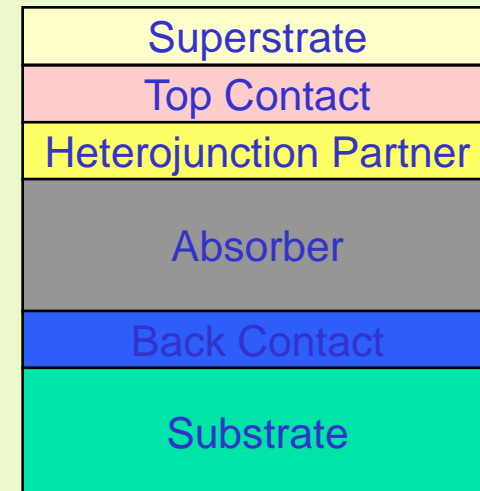 Superstrate
Top Contact
Heterojunction Partner
Absorber
Back Contact
Substrate